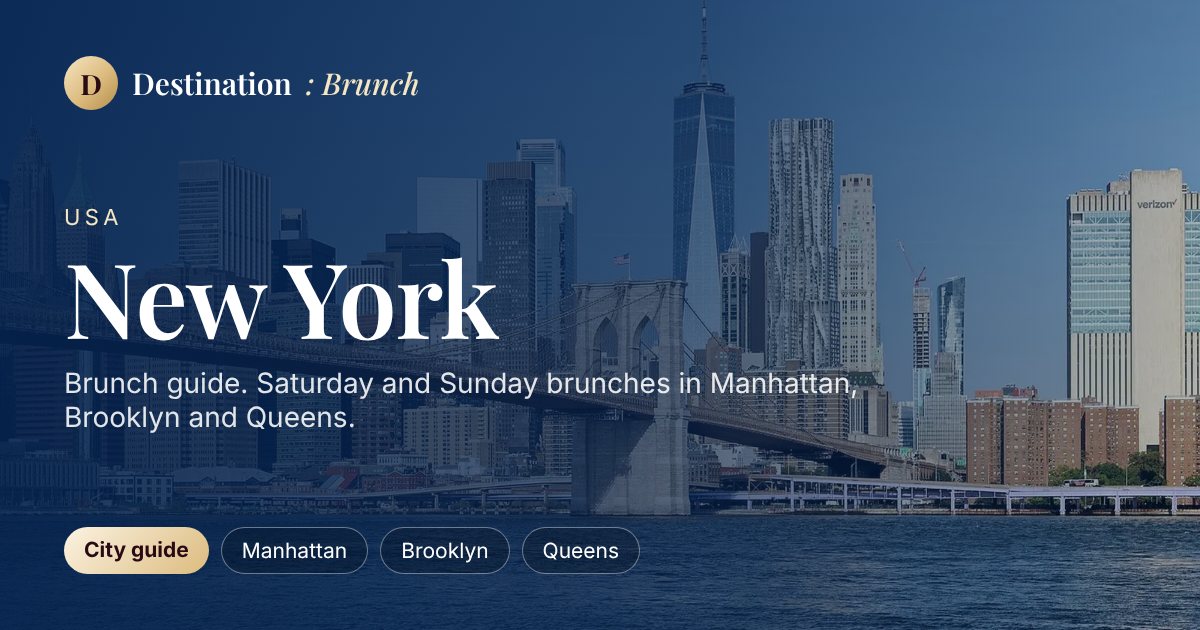 D Destination : Brunch
USA
New York
Brunch guide. Saturday and Sunday brunches in Manhattan,
Brooklyn and Queens.
City guide Manhattan Brooklyn Queens
verizon